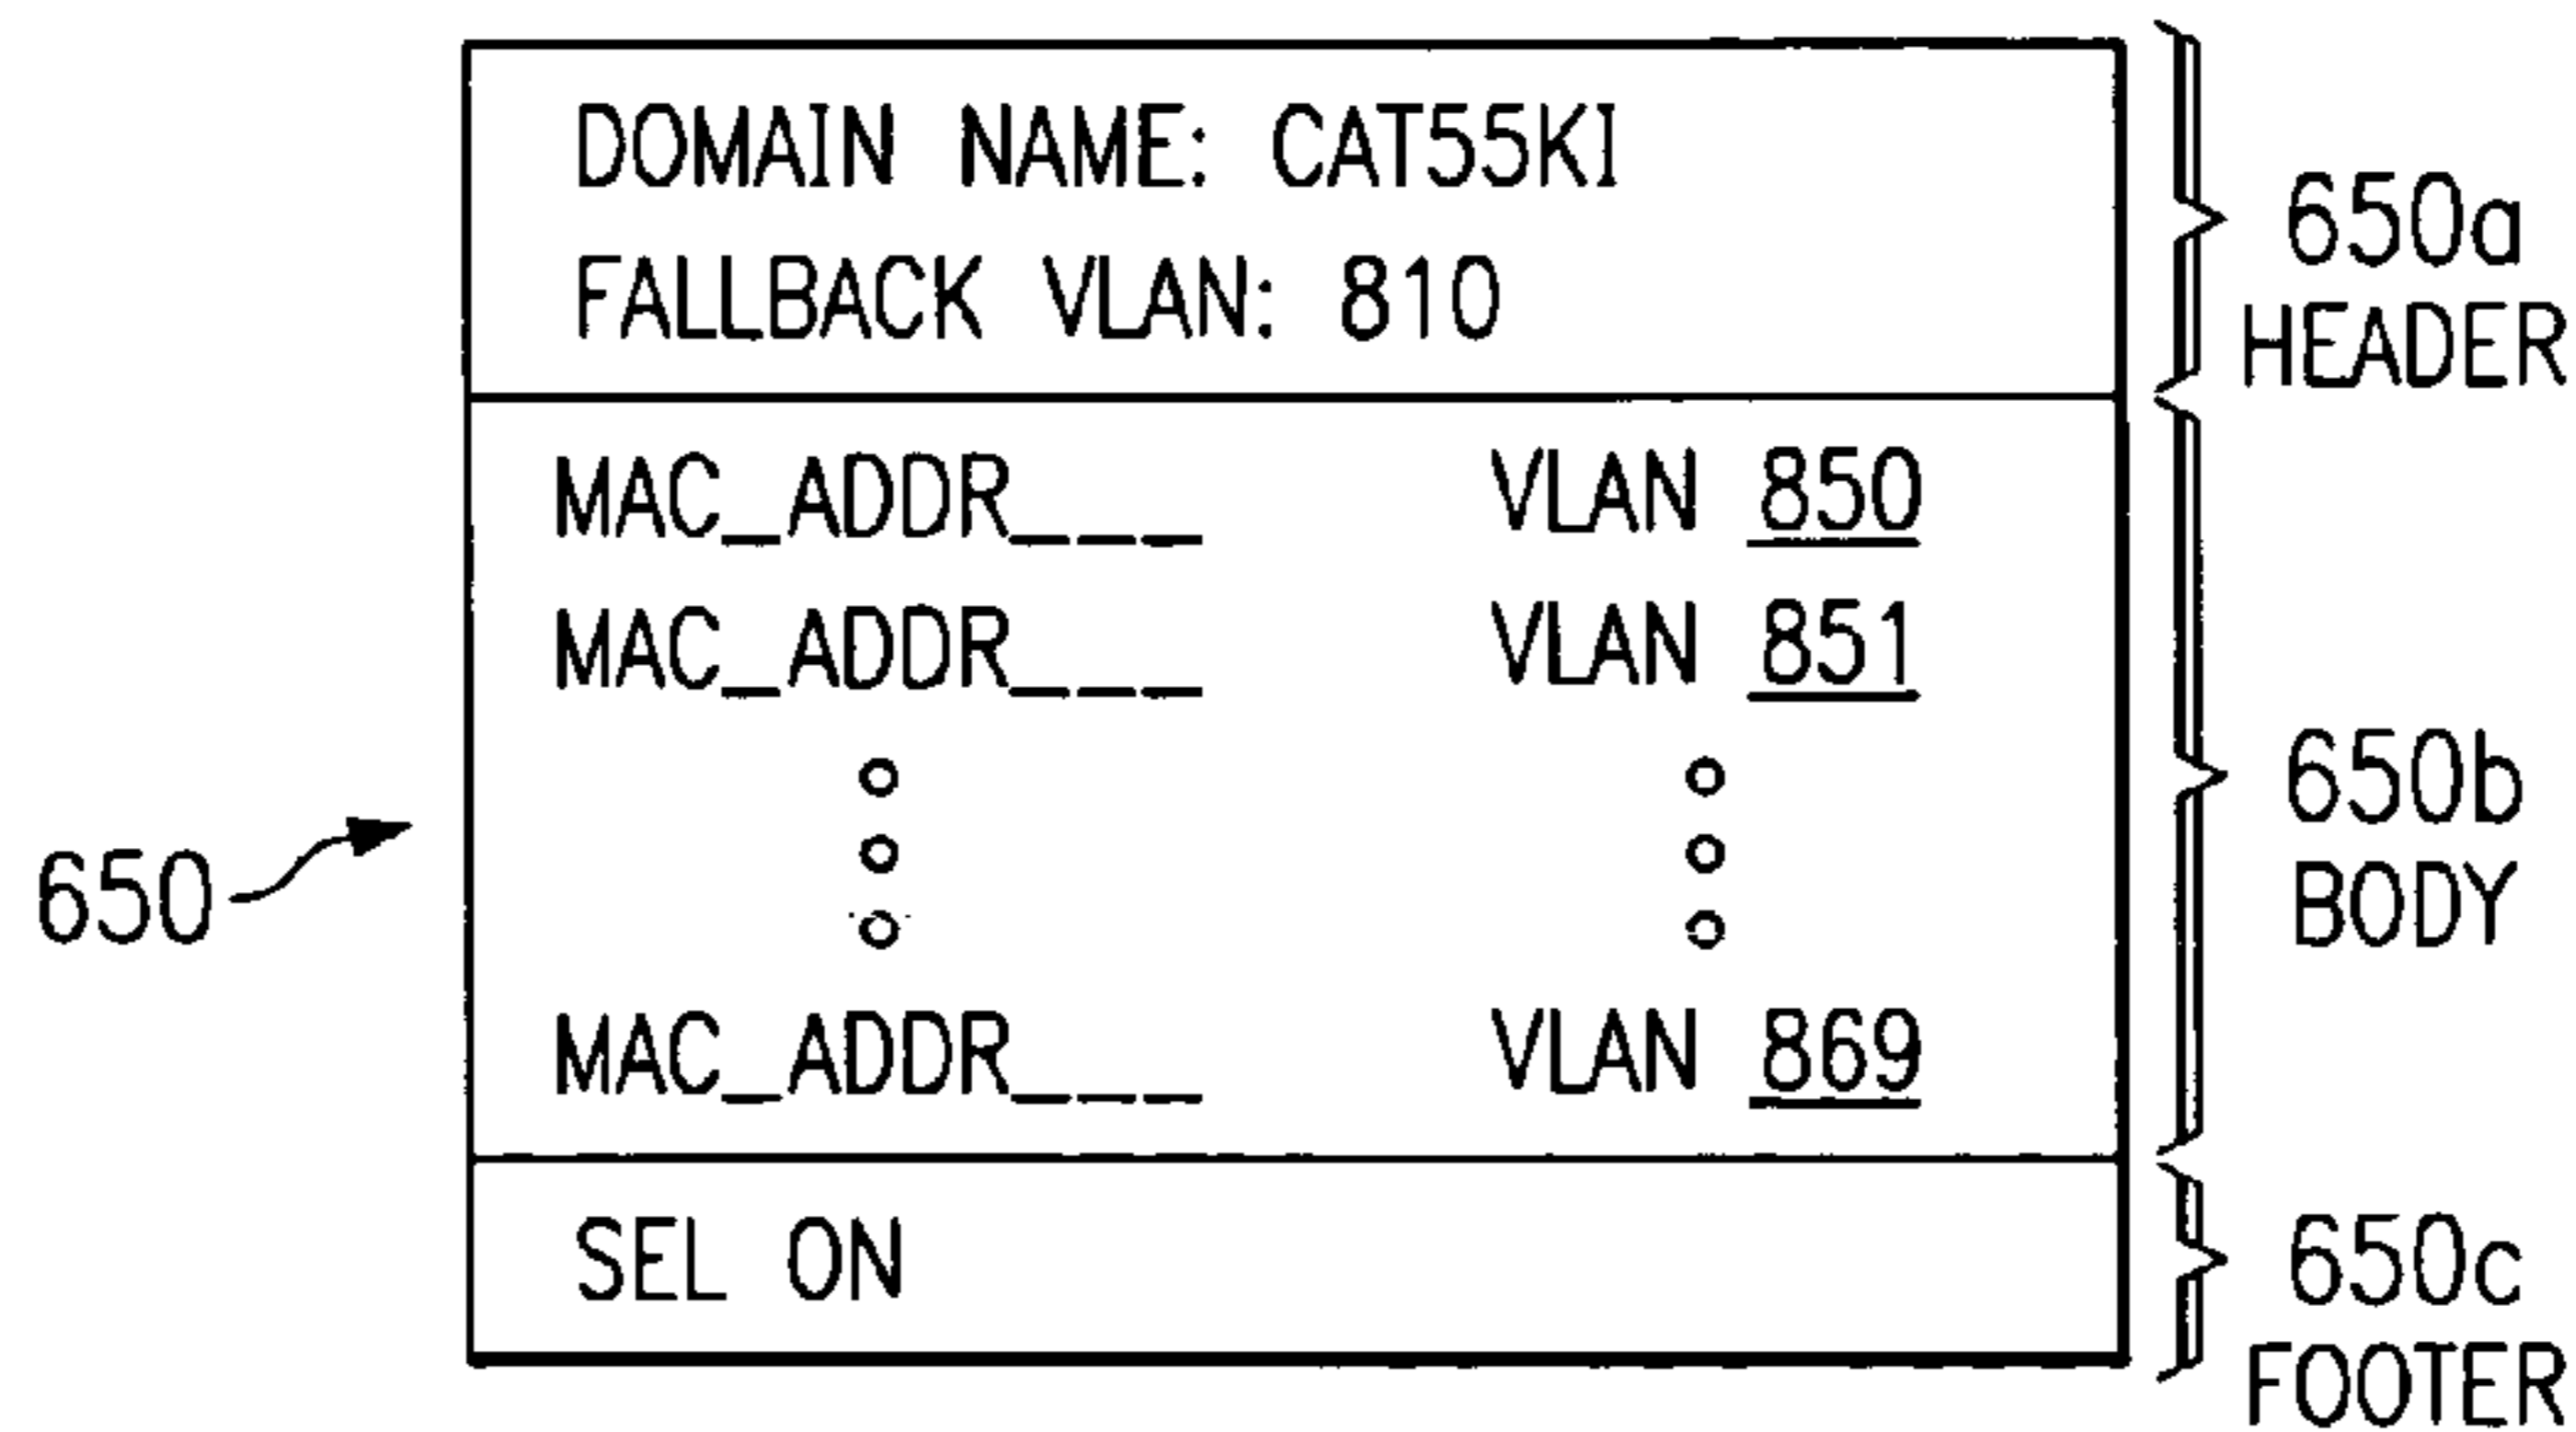 DOMAIN NAME: CAT55KI
FALLBACK VLAN: 810
650a
HEADER
MAC_ADDR___ VLAN 850
MAC_ADDR___ VLAN 851
MAC_ADDR___ VLAN 869
650b
BODY
650
SEL ON
650c
FOOTER